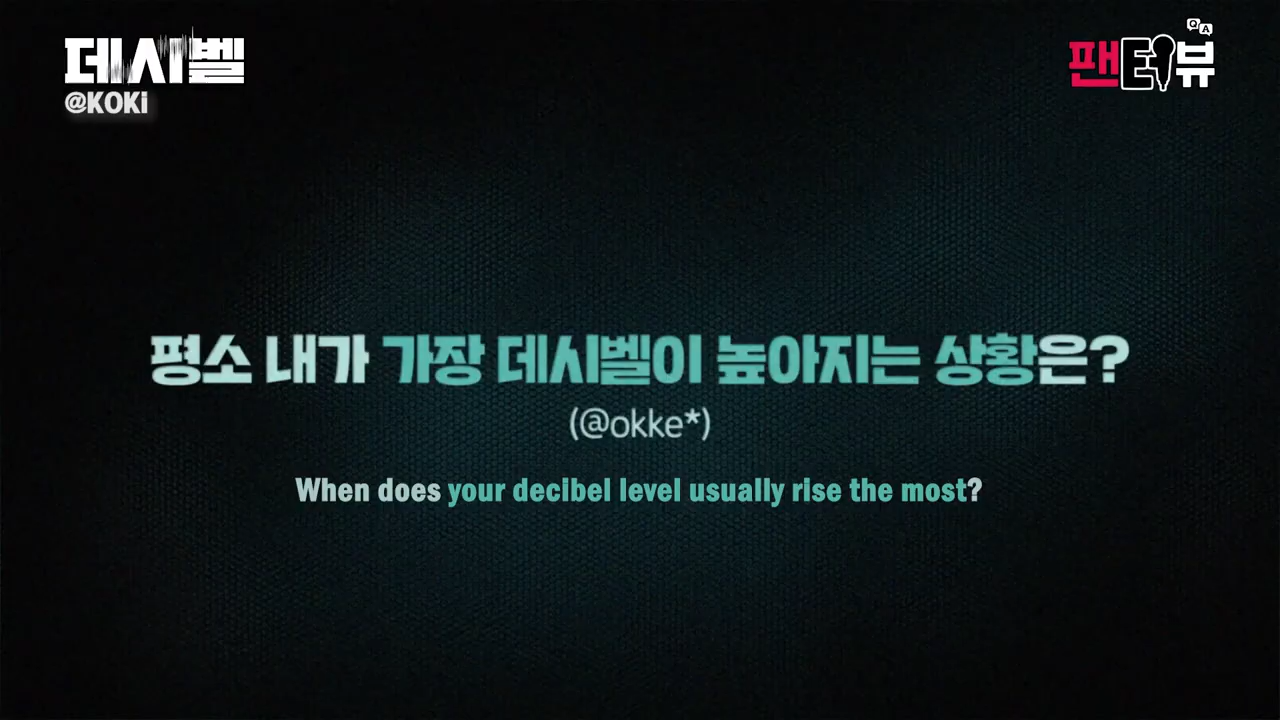 데시벨
@KOKi
Q A
팬터뷰
평소 내가 가장 데시벨이 높아지는 상황은?
(@okke*)
When does your decibel level usually rise the most?